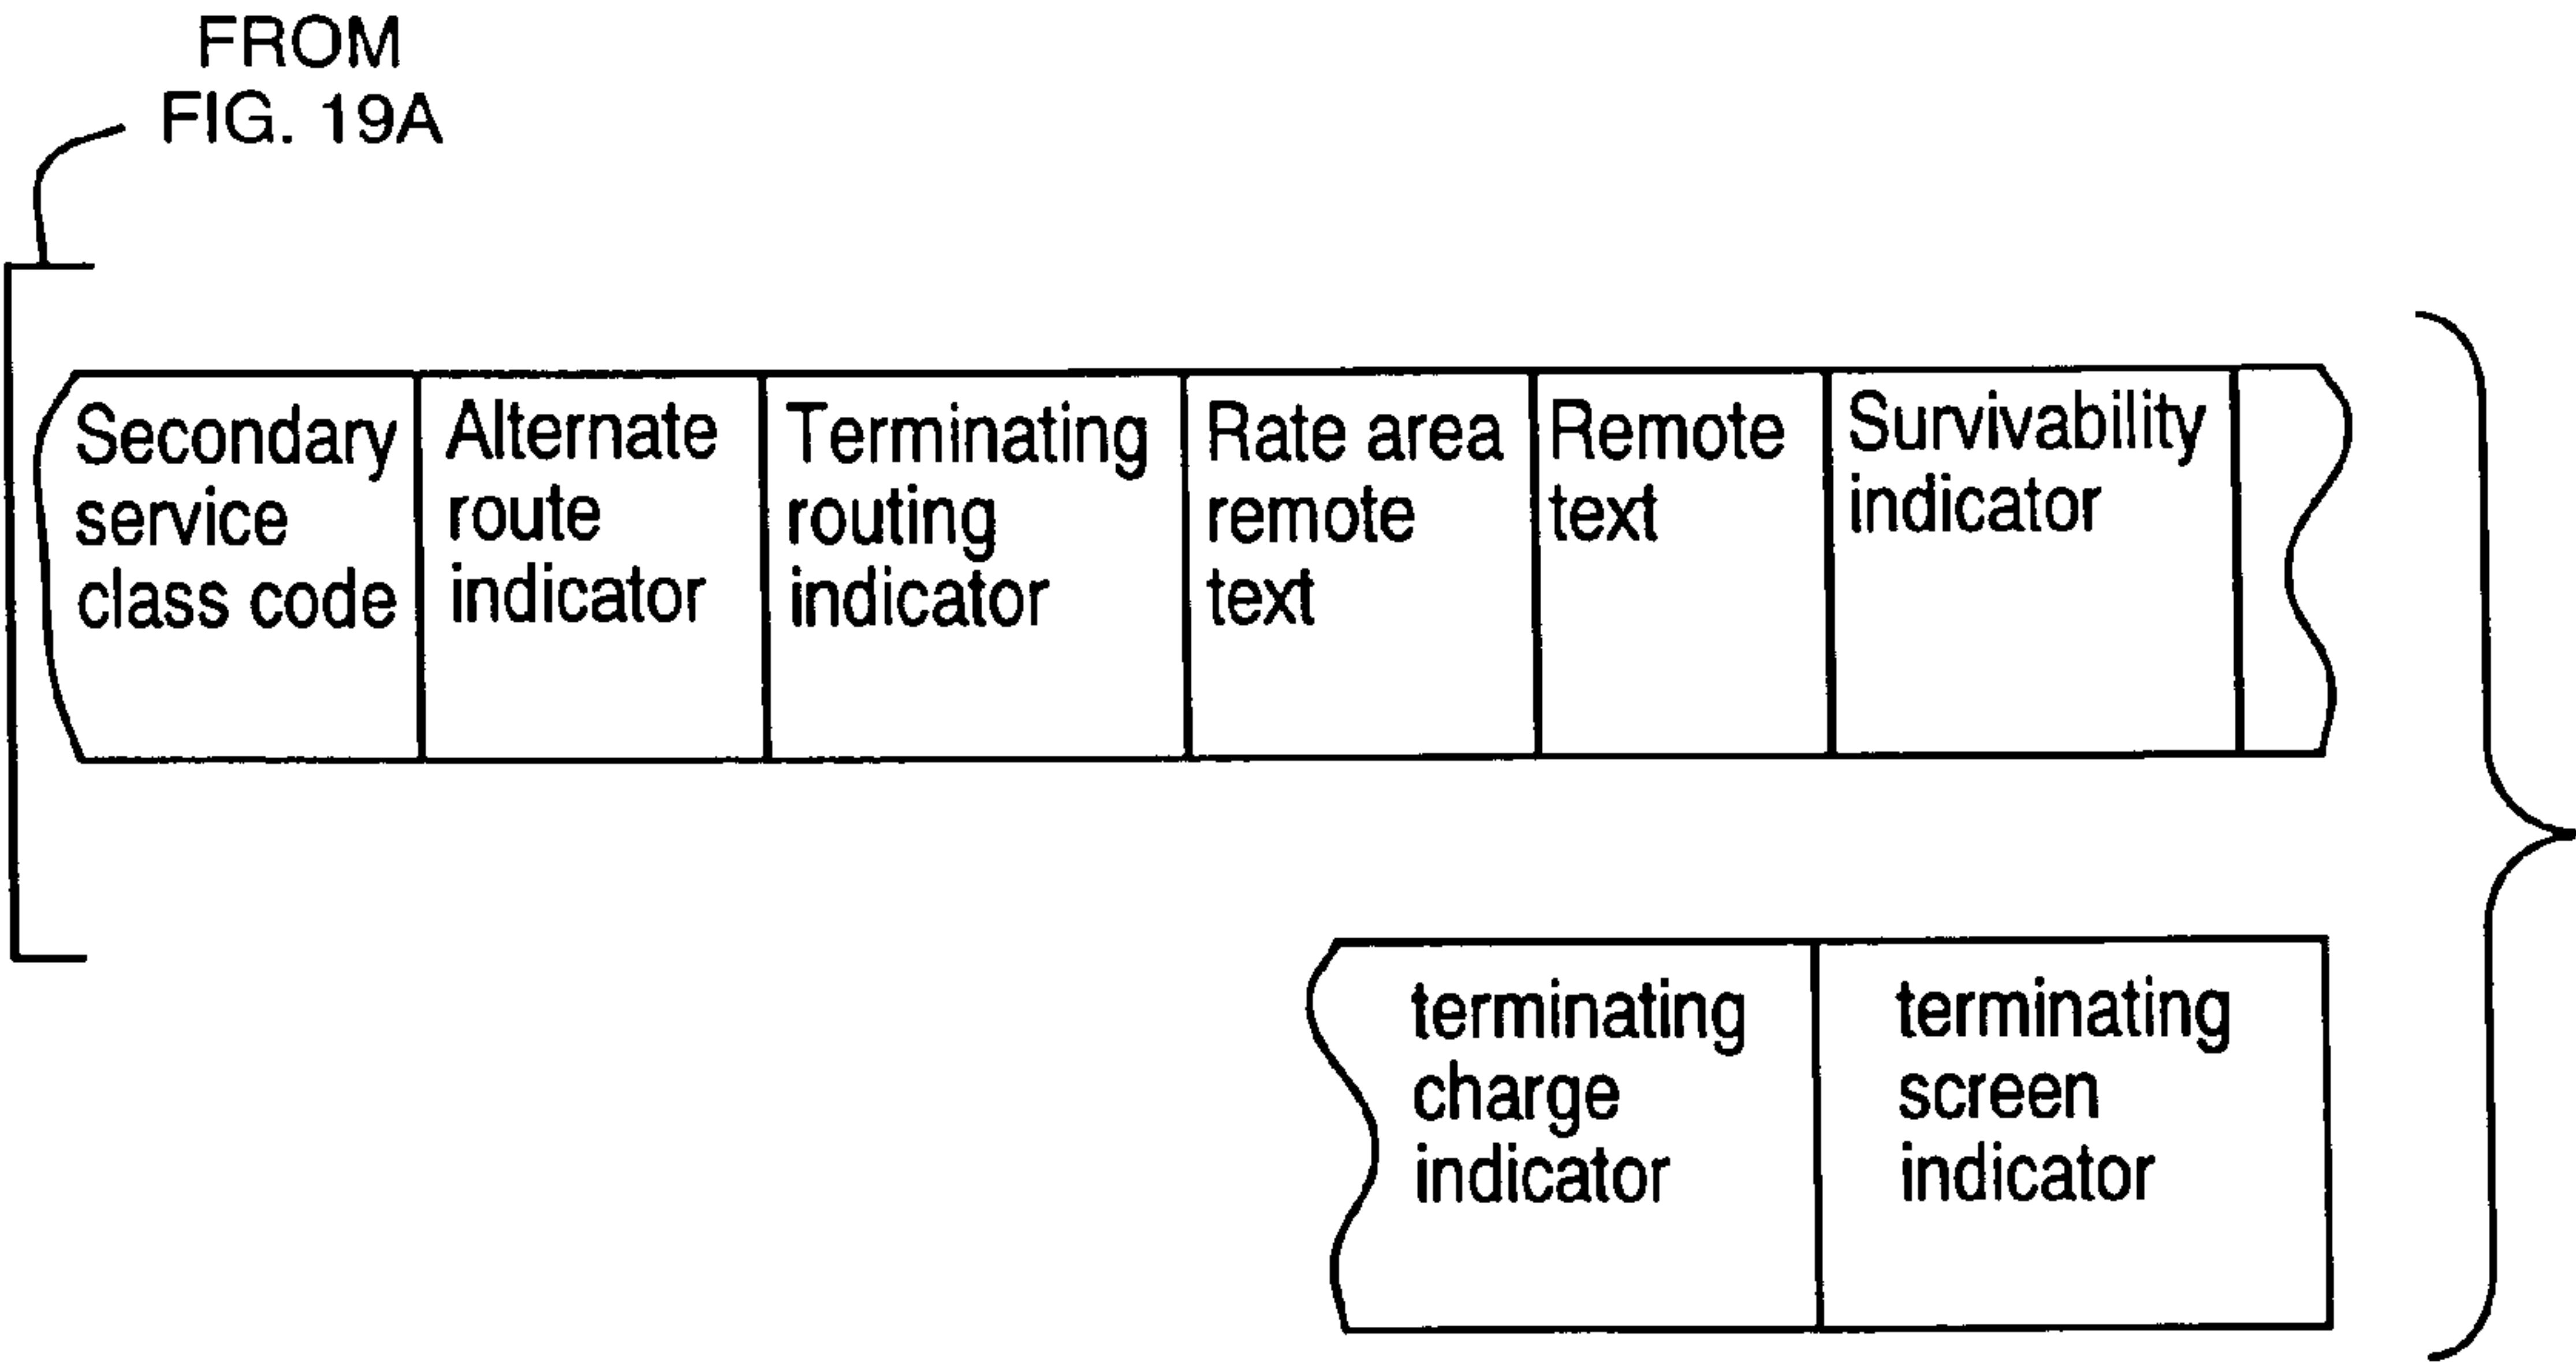 FROM
FIG. 19A
Secondary
service
class code
Alternate
route
indicator
Terminating
routing
indicator
Rate area
remote
text
Remote
text
Survivability
indicator
terminating
charge
indicator
terminating
screen
indicator